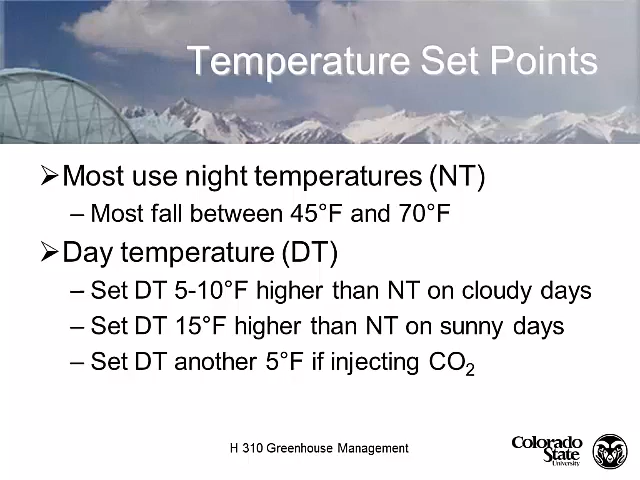 Temperature Set Points
➢Most use night temperatures (NT)
– Most fall between 45°F and 70°F
➢Day temperature (DT)
– Set DT 5-10°F higher than NT on cloudy days
– Set DT 15°F higher than NT on sunny days
– Set DT another 5°F if injecting CO₂
H 310 Greenhouse Management
Colorado
State
University